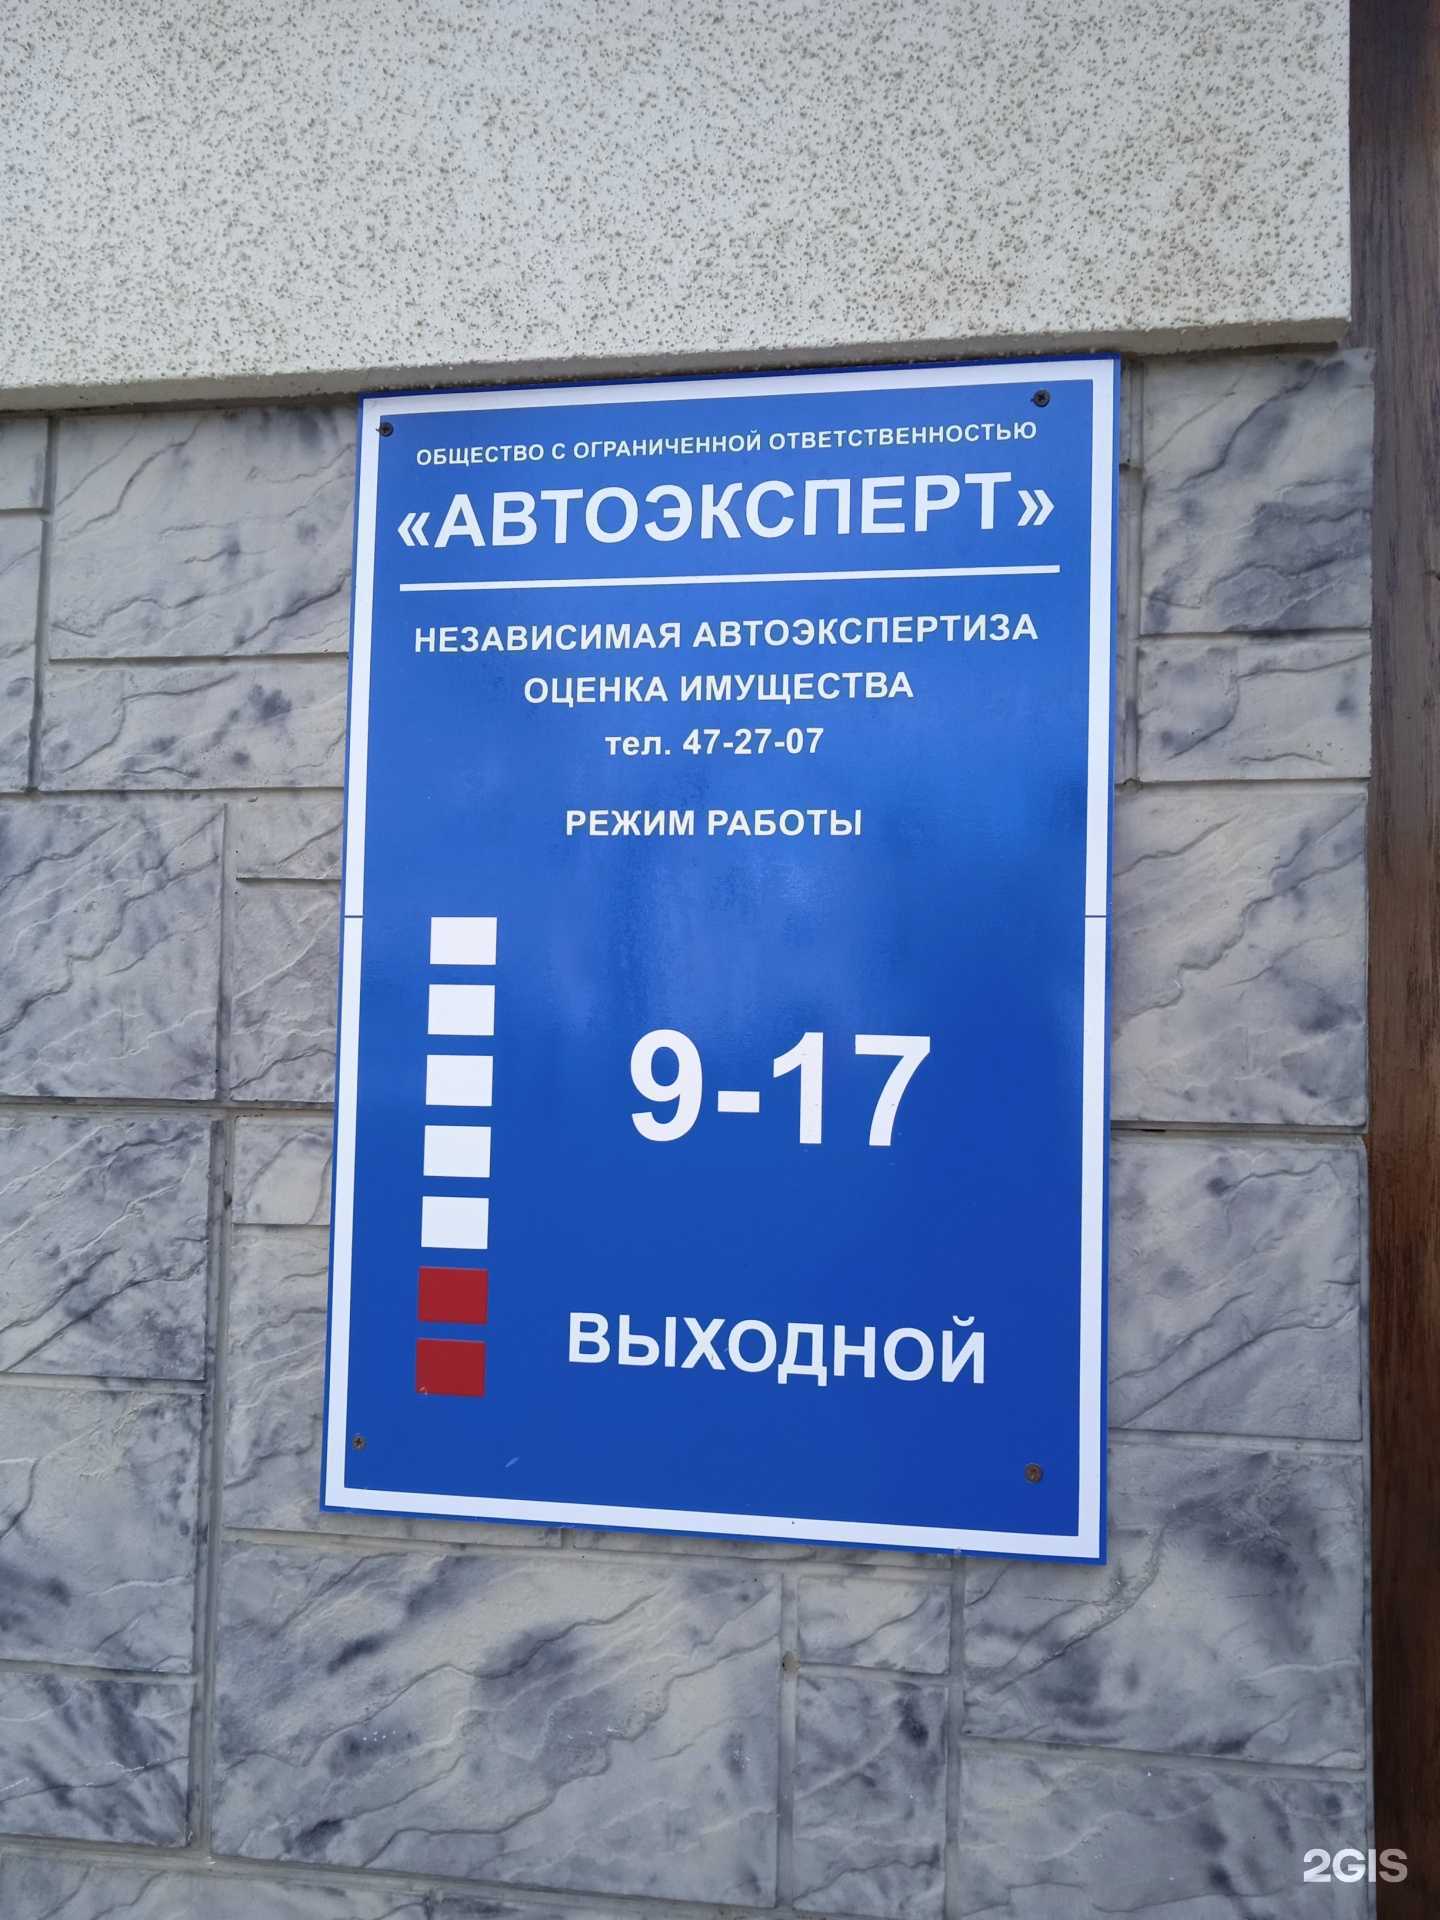 ОБЩЕСТВО С ОГРАНИЧЕННОЙ ОТВЕТСТВЕННОСТЬЮ
«АВТОЭКСПЕРТ»
НЕЗАВИСИМАЯ АВТОЭКСПЕРТИЗА
ОЦЕНКА ИМУЩЕСТВА
тел. 47-27-07
РЕЖИМ РАБОТЫ
9-17
ВЫХОДНОЙ
2GIS